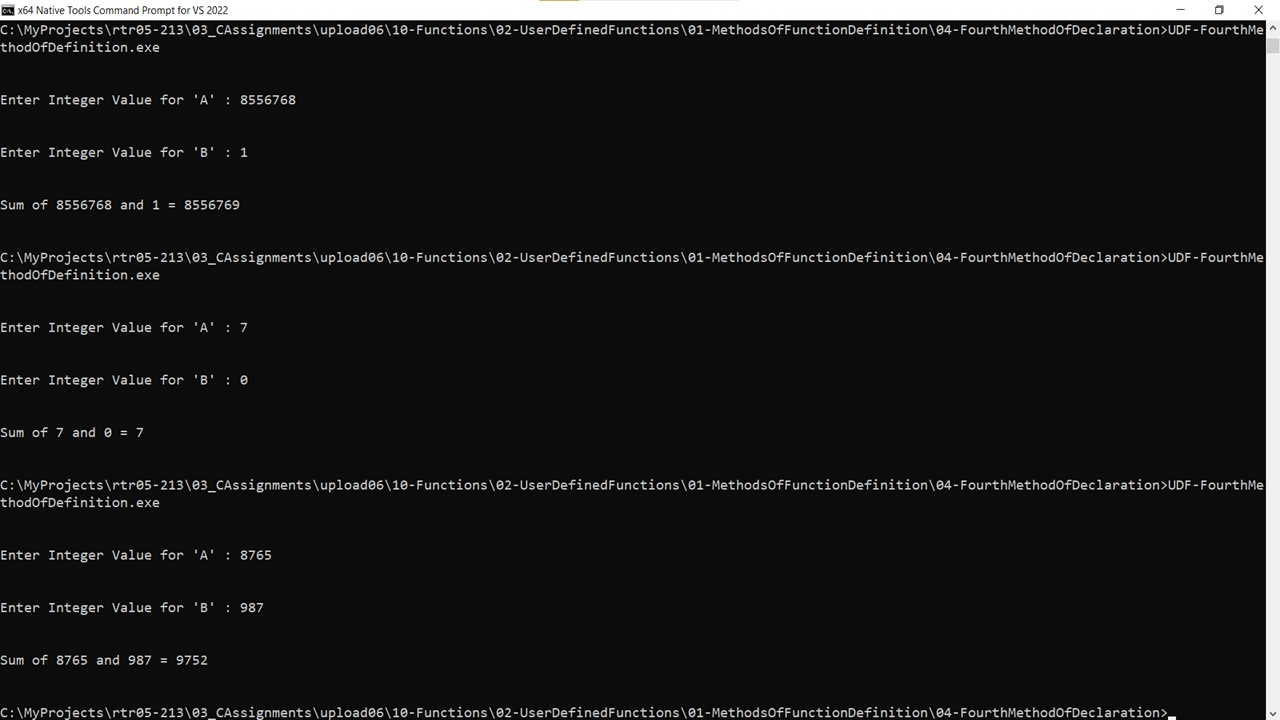 x64 Native Tools Command Prompt for VS 2022
C:\MyProjects\rtr05-213\03_CAssignments\upload06\10-Functions\02-UserDefinedFunctions\01-MethodsOfFunctionDefinition\04-FourthMethodOfDeclaration>UDF-FourthMe
thodOfDefinition.exe
Enter Integer Value for 'A' : 8556768
Enter Integer Value for 'B' : 1
Sum of 8556768 and 1 = 8556769
C:\MyProjects\rtr05-213\03_CAssignments\upload06\10-Functions\02-UserDefinedFunctions\01-MethodsOfFunctionDefinition\04-FourthMethodOfDeclaration>UDF-FourthMe
thodOfDefinition.exe
Enter Integer Value for 'A' : 7
Enter Integer Value for 'B' : 0
Sum of 7 and 0 = 7
C:\MyProjects\rtr05-213\03_CAssignments\upload06\10-Functions\02-UserDefinedFunctions\01-MethodsOfFunctionDefinition\04-FourthMethodOfDeclaration>UDF-FourthMe
thodOfDefinition.exe
Enter Integer Value for 'A' : 8765
Enter Integer Value for 'B' : 987
Sum of 8765 and 987 = 9752
C:\MyProjects\rtr05-213\03_CAssignments\upload06\10-Functions\02-UserDefinedFunctions\01-MethodsOfFunctionDefinition\04-FourthMethodOfDeclaration>